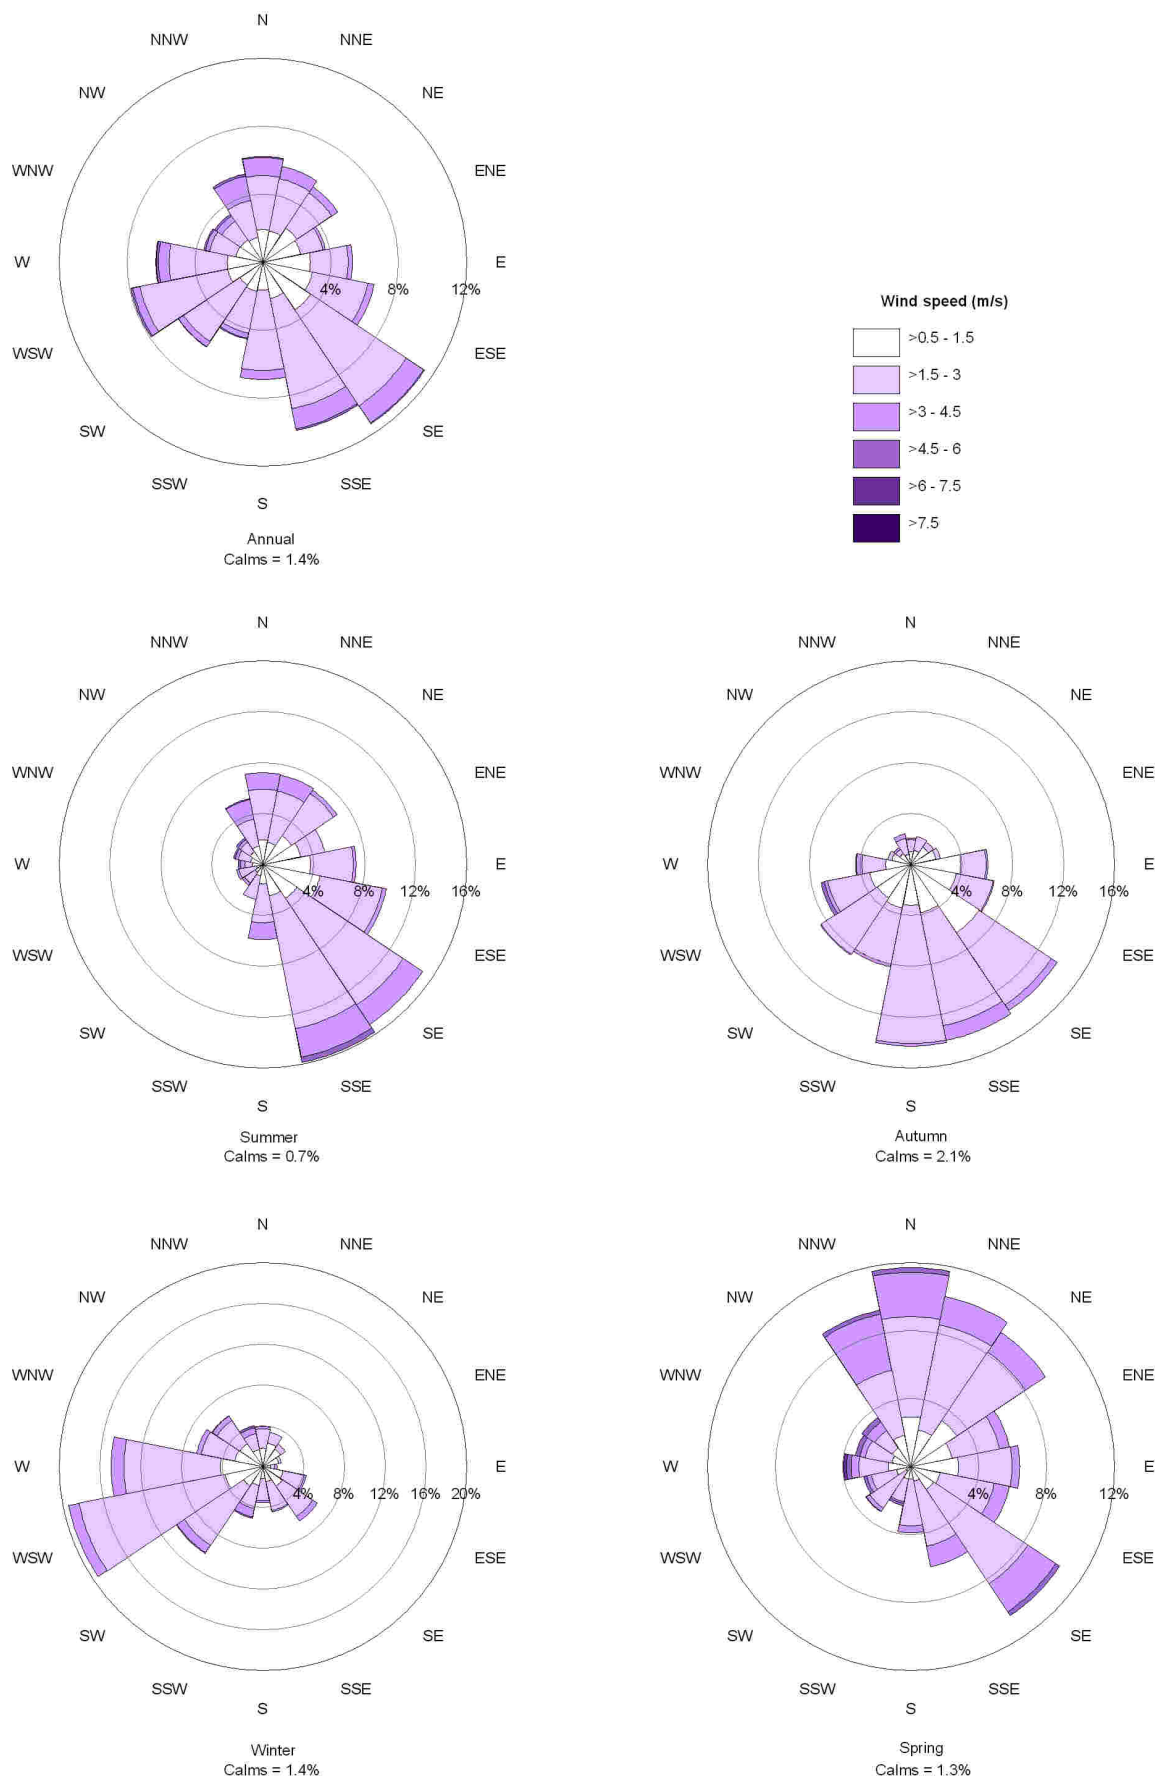 N
NNW NNE
NW NE
WNW ENE
W E
4% 8% 12%
WSW ESE
SW SE
SSW SSE
S
Annual
Calms = 1.4%
Wind speed (m/s)
>0.5 - 1.5
>1.5 - 3
>3 - 4.5
>4.5 - 6
>6 - 7.5
>7.5
N
NNW NNE
NW NE
WNW ENE
W E
4% 8% 12% 16%
WSW ESE
SW SE
SSW SSE
S
Summer
Calms = 0.7%
N
NNW NNE
NW NE
WNW ENE
W E
4% 8% 12% 16%
WSW ESE
SW SE
SSW SSE
S
Autumn
Calms = 2.1%
N
NNW NNE
NW NE
WNW ENE
W E
4% 8% 12% 16% 20%
WSW ESE
SW SE
SSW SSE
S
Winter
Calms = 1.4%
N
NNW NNE
NW NE
WNW ENE
W E
4% 8% 12%
WSW ESE
SW SE
SSW SSE
S
Spring
Calms = 1.3%